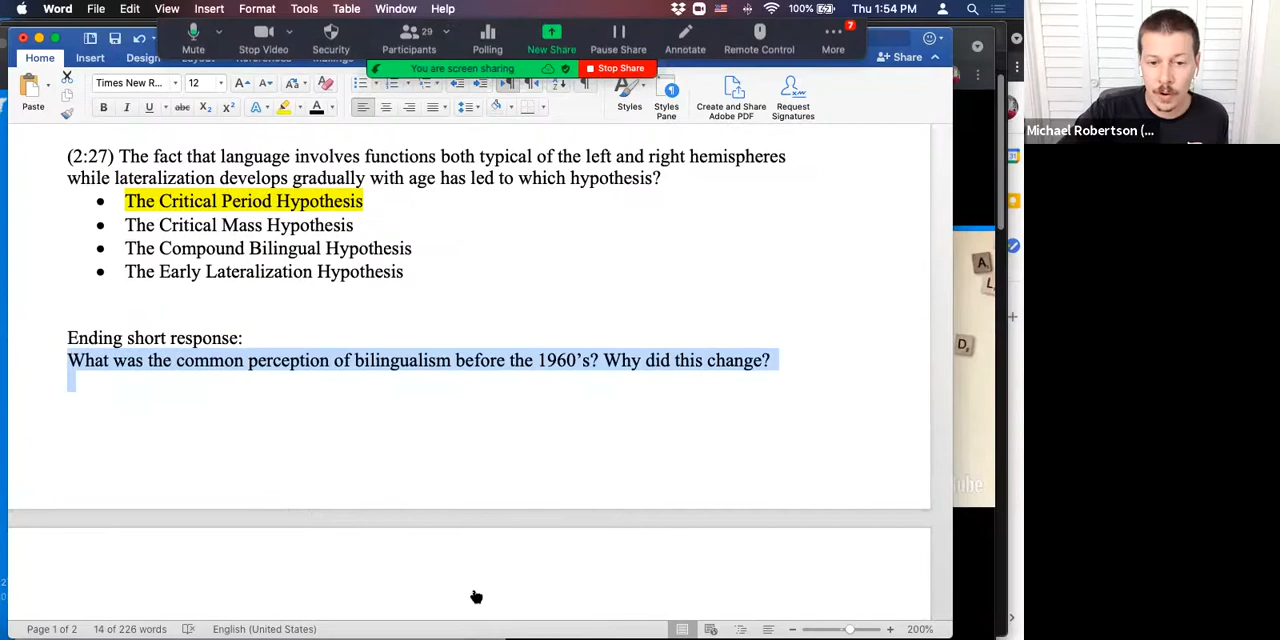 Word File Edit View Insert Format Tools Table Window Help 100% Thu 1:54 PM
Mute Stop Video Security Participants 29 Polling New Share Pause Share Annotate Remote Control More 7
Home Insert Share
You are screen sharing Stop Share
Paste Times New R... 12 Styles Styles Pane Create and Share Adobe PDF Request Signatures
Michael Robertson (...
(2:27) The fact that language involves functions both typical of the left and right hemispheres
while lateralization develops gradually with age has led to which hypothesis?
The Critical Period Hypothesis
The Critical Mass Hypothesis
The Compound Bilingual Hypothesis
The Early Lateralization Hypothesis
Ending short response:
What was the common perception of bilingualism before the 1960's? Why did this change?
A
L
D
Page 1 of 2 14 of 226 words English (United States) 200%